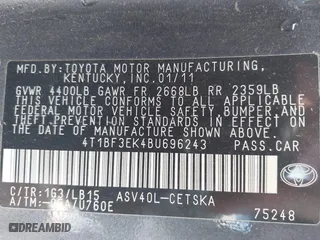 MFD.BY: TOYOTA MOTOR MANUFACTURING,
KENTUCKY, INC. 01/11
GVWR 4400LB GAWR FR 2668LB RR 2359LB
THIS VEHICLE CONFORMS TO ALL APPLICABLE
FEDERAL MOTOR VEHICLE SAFETY, BUMPER, AND
THEFT PREVENTION STANDARDS IN EFFECT ON
THE DATE OF MANUFACTURE SHOWN ABOVE.
4T1BF3EK4BU696243 PASS.CAR
C/TR: 1G3/LB15 ASV40L-CETSKA
A/TM: /U760E
75248